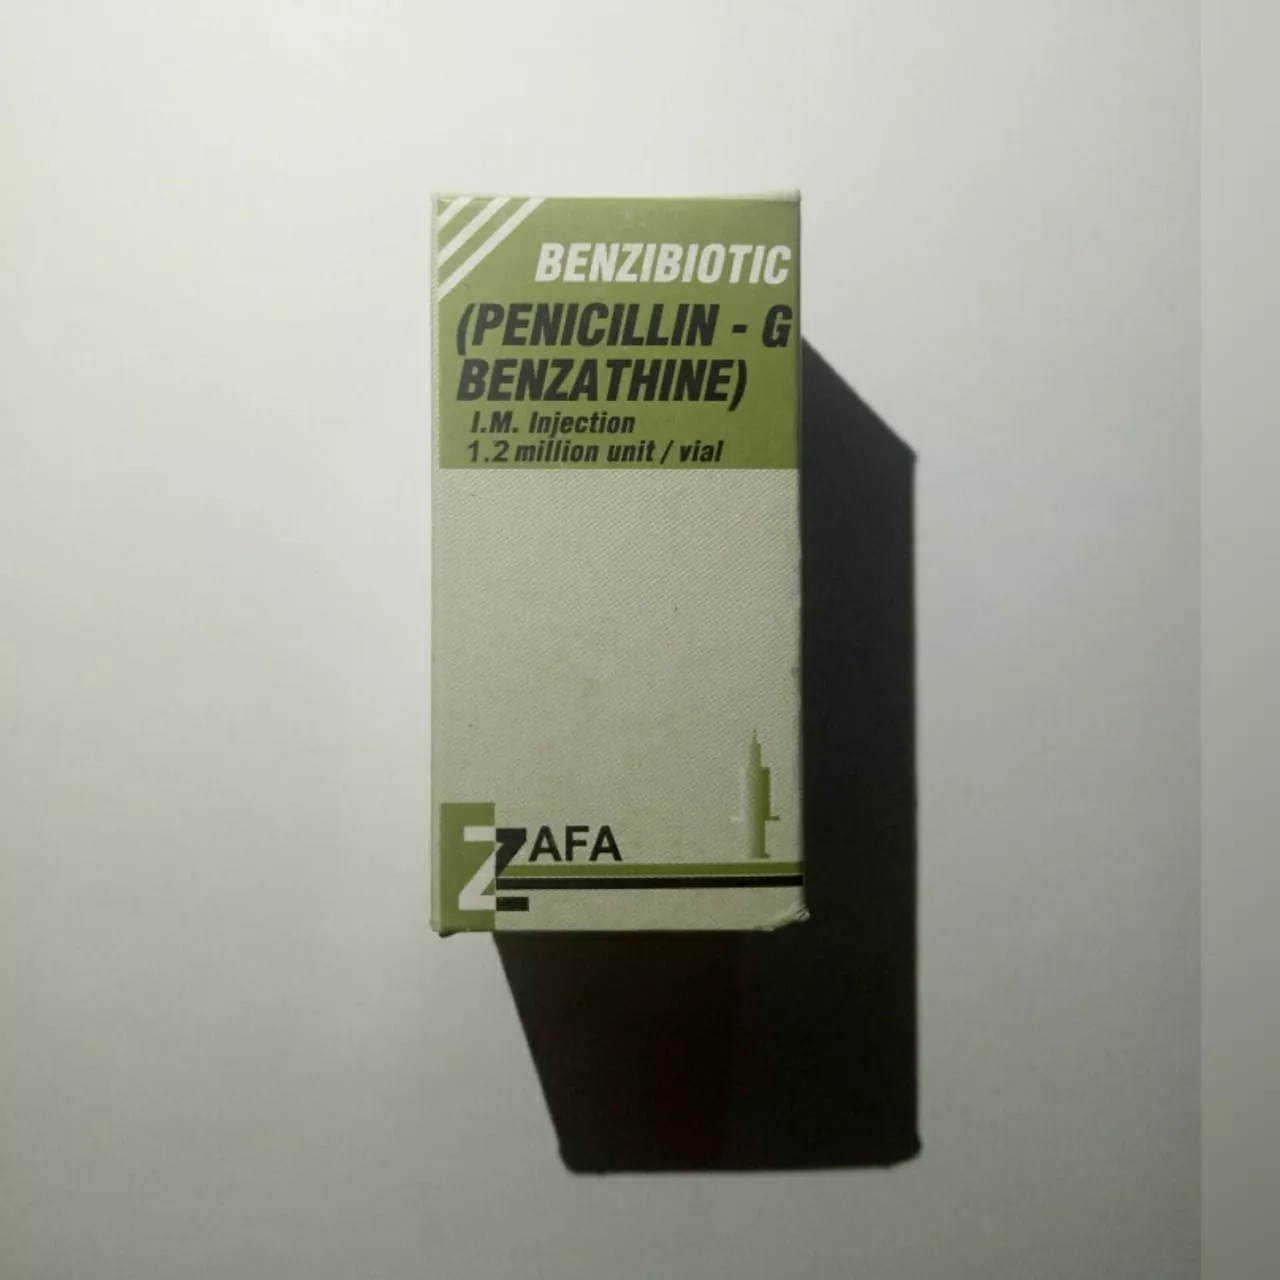 BENZIBIOTIC
(PENICILLIN - G
BENZATHINE)
I.M. Injection
1.2 million unit / vial
ZAFA